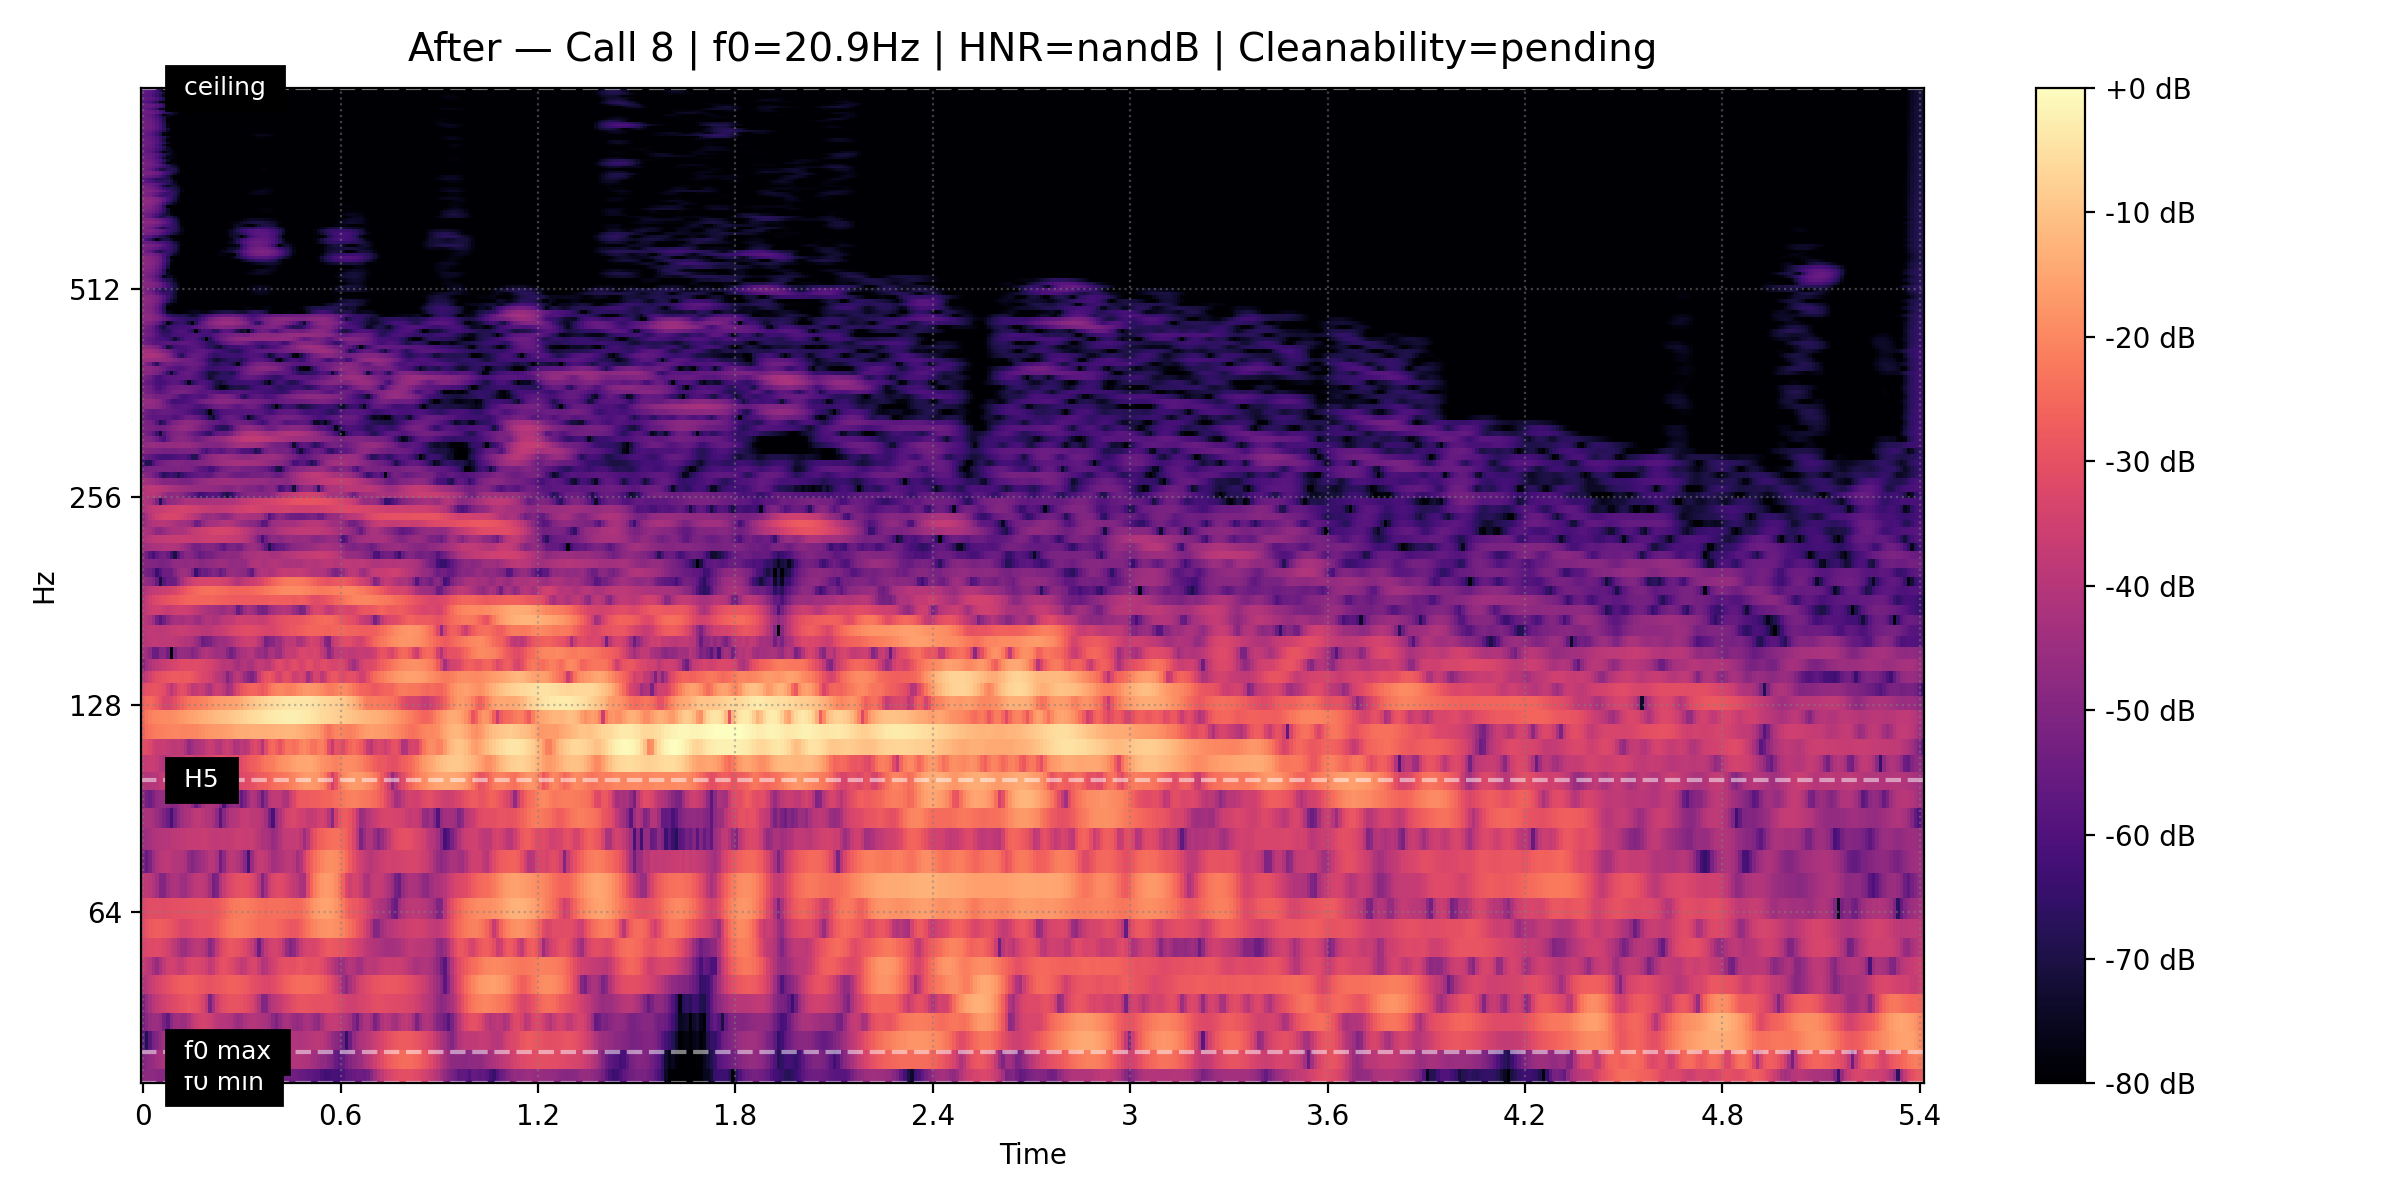 After — Call 8 | f0=20.9Hz | HNR=nandB | Cleanability=pending
ceiling
+0 dB
-10 dB
512
-20 dB
-30 dB
256
Hz
-40 dB
-50 dB
128
H5
-60 dB
64
-70 dB
f0 max
f0 min
-80 dB
0 0.6 1.2 1.8 2.4 3 3.6 4.2 4.8 5.4
Time